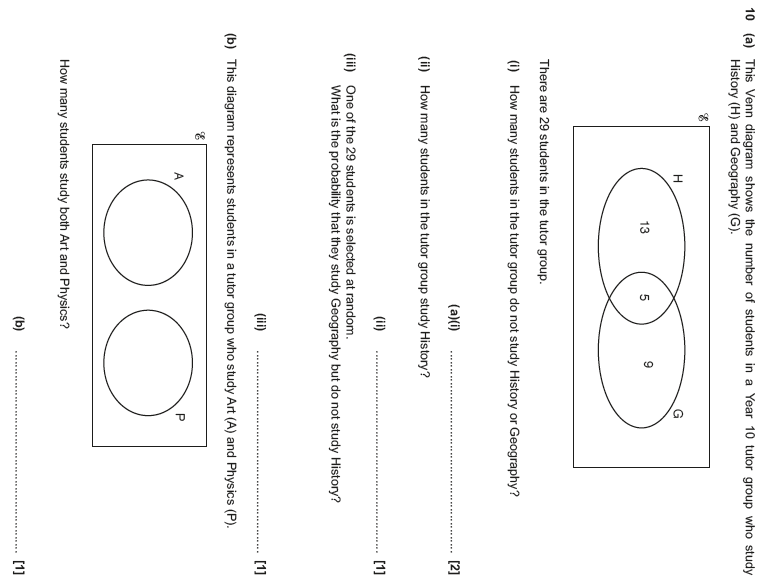 10 (a) This Venn diagram shows the number of students in a Year 10 tutor group who study
History (H) and Geography (G).
ℰ
H
G
13
5
9
There are 29 students in the tutor group.
(i) How many students in the tutor group do not study History or Geography?
(a)(i) .................................................. [2]
(ii) How many students in the tutor group study History?
(ii) .................................................. [1]
(iii) One of the 29 students is selected at random.
What is the probability that they study Geography but do not study History?
(iii) .................................................. [1]
(b) This diagram represents students in a tutor group who study Art (A) and Physics (P).
ℰ
A
P
How many students study both Art and Physics?
(b) .................................................. [1]